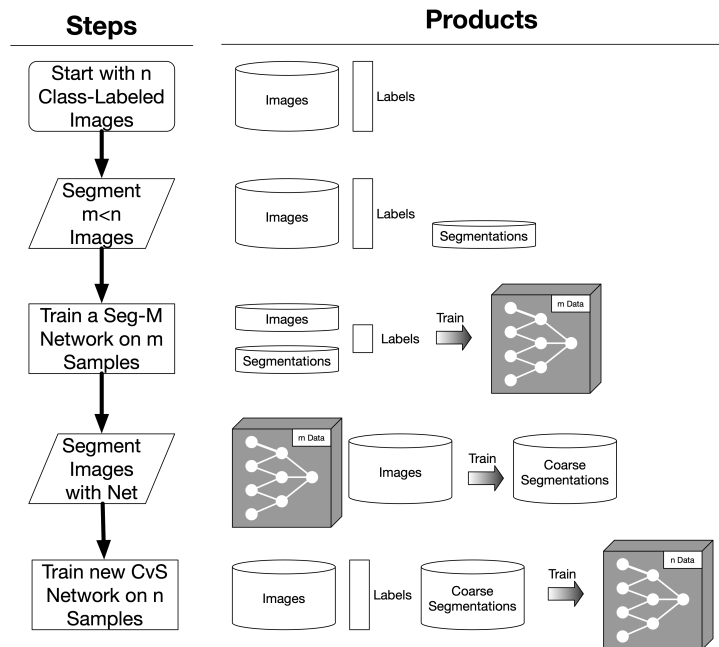 Steps
Products
Start with n
Class-Labeled
Images
Images
Labels
Segment
m<n
Images
Images
Labels
Segmentations
Train a Seg-M
Network on m
Samples
Images
Segmentations
Labels
Train
m Data
Segment
Images
with Net
m Data
Images
Train
Coarse
Segmentations
Train new CvS
Network on n
Samples
Images
Labels
Coarse
Segmentations
Train
n Data